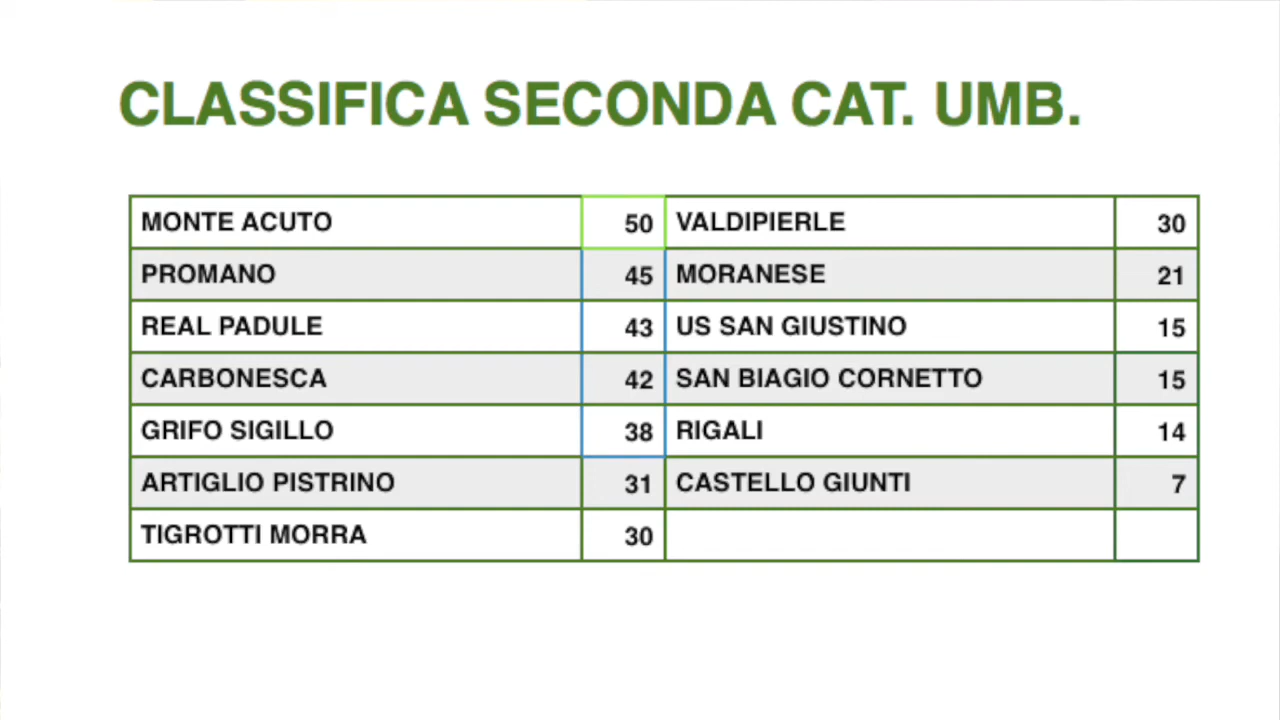 CLASSIFICA SECONDA CAT. UMB.
MONTE ACUTO 50 VALDIPIERLE 30
PROMANO 45 MORANESE 21
REAL PADULE 43 US SAN GIUSTINO 15
CARBONESCA 42 SAN BIAGIO CORNETTO 15
GRIFO SIGILLO 38 RIGALI 14
ARTIGLIO PISTRINO 31 CASTELLO GIUNTI 7
TIGROTTI MORRA 30